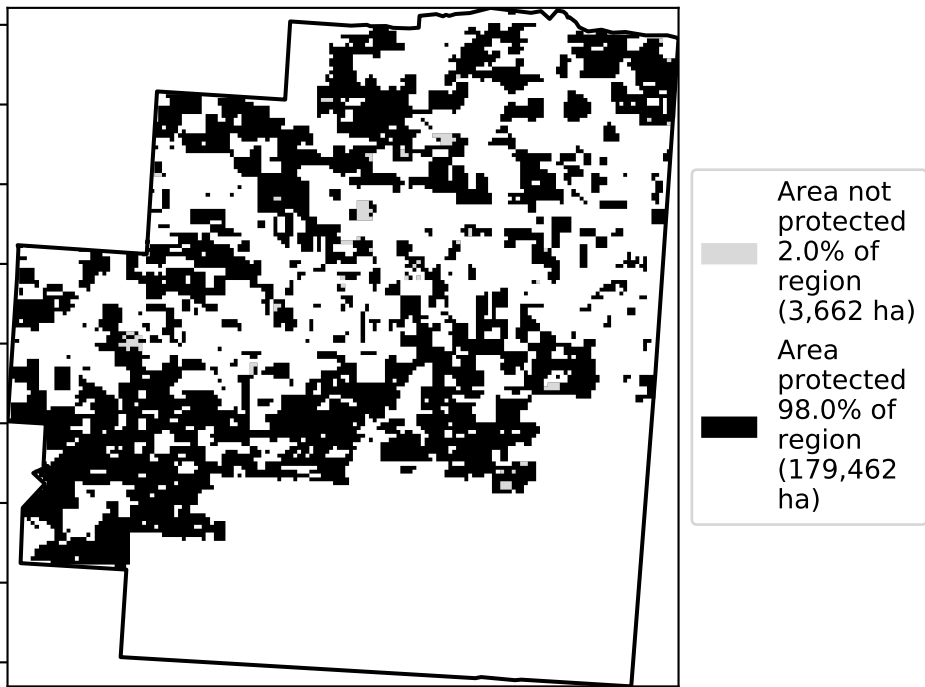 Area not
protected
2.0% of
region
(3,662 ha)
Area
protected
98.0% of
region
(179,462
ha)